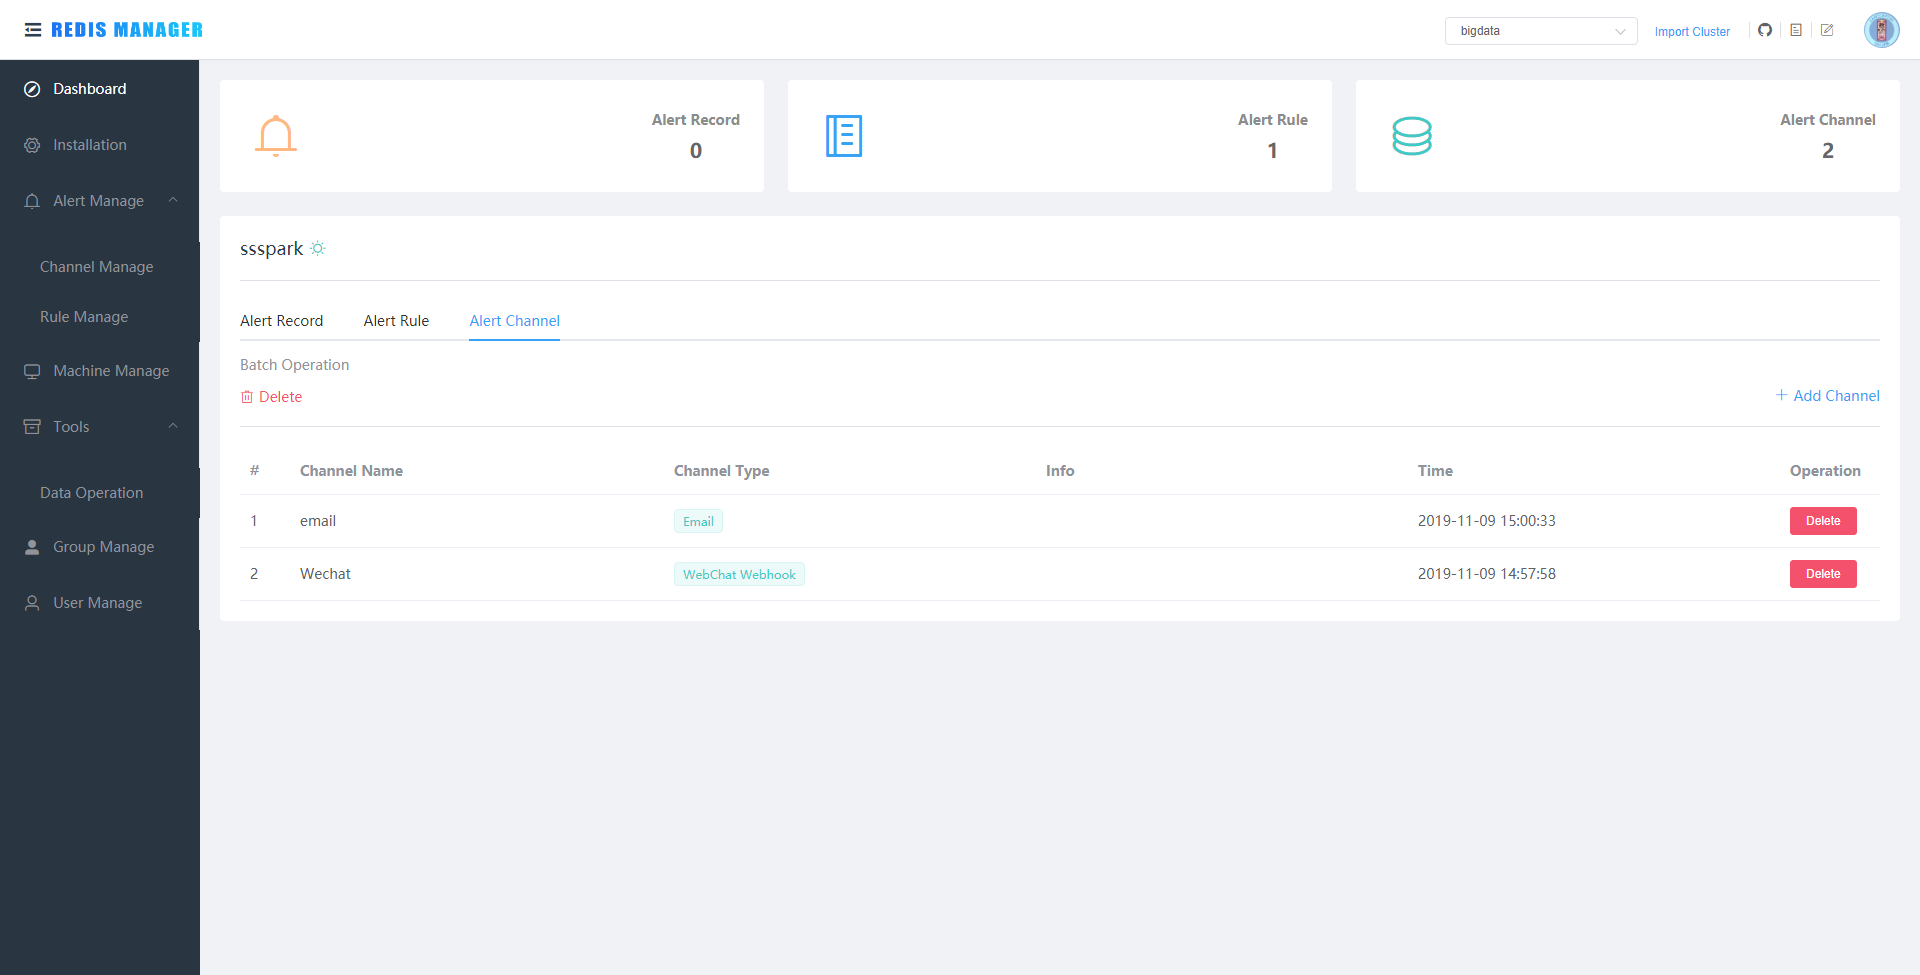 REDIS MANAGER
bigdata
Import Cluster
Dashboard
Installation
Alert Manage
Channel Manage
Rule Manage
Machine Manage
Tools
Data Operation
Group Manage
User Manage
Alert Record
0
Alert Rule
1
Alert Channel
2
ssspark
Alert Record Alert Rule Alert Channel
Batch Operation
Delete
+ Add Channel
# Channel Name Channel Type Info Time Operation
1 email Email 2019-11-09 15:00:33 Delete
2 Wechat WebChat Webhook 2019-11-09 14:57:58 Delete